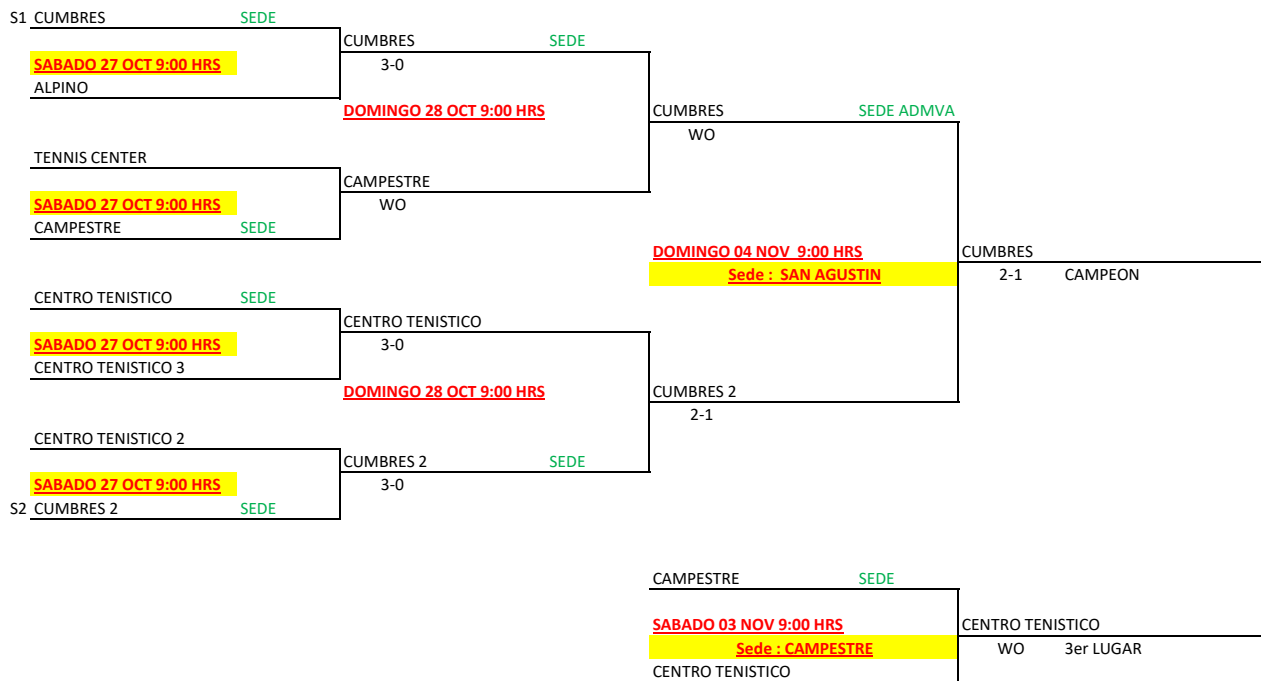 S1 CUMBRES SEDE
CUMBRES SEDE
SABADO 27 OCT 9:00 HRS
3-0
ALPINO
DOMINGO 28 OCT 9:00 HRS
CUMBRES SEDE ADMVA
WO
TENNIS CENTER
CAMPESTRE
SABADO 27 OCT 9:00 HRS
WO
CAMPESTRE SEDE
DOMINGO 04 NOV 9:00 HRS
CUMBRES
Sede : SAN AGUSTIN
2-1 CAMPEON
CENTRO TENISTICO SEDE
CENTRO TENISTICO
SABADO 27 OCT 9:00 HRS
3-0
CENTRO TENISTICO 3
DOMINGO 28 OCT 9:00 HRS
CUMBRES 2
2-1
CENTRO TENISTICO 2
CUMBRES 2 SEDE
SABADO 27 OCT 9:00 HRS
3-0
S2 CUMBRES 2 SEDE
CAMPESTRE SEDE
SABADO 03 NOV 9:00 HRS
CENTRO TENISTICO
Sede : CAMPESTRE
WO 3er LUGAR
CENTRO TENISTICO